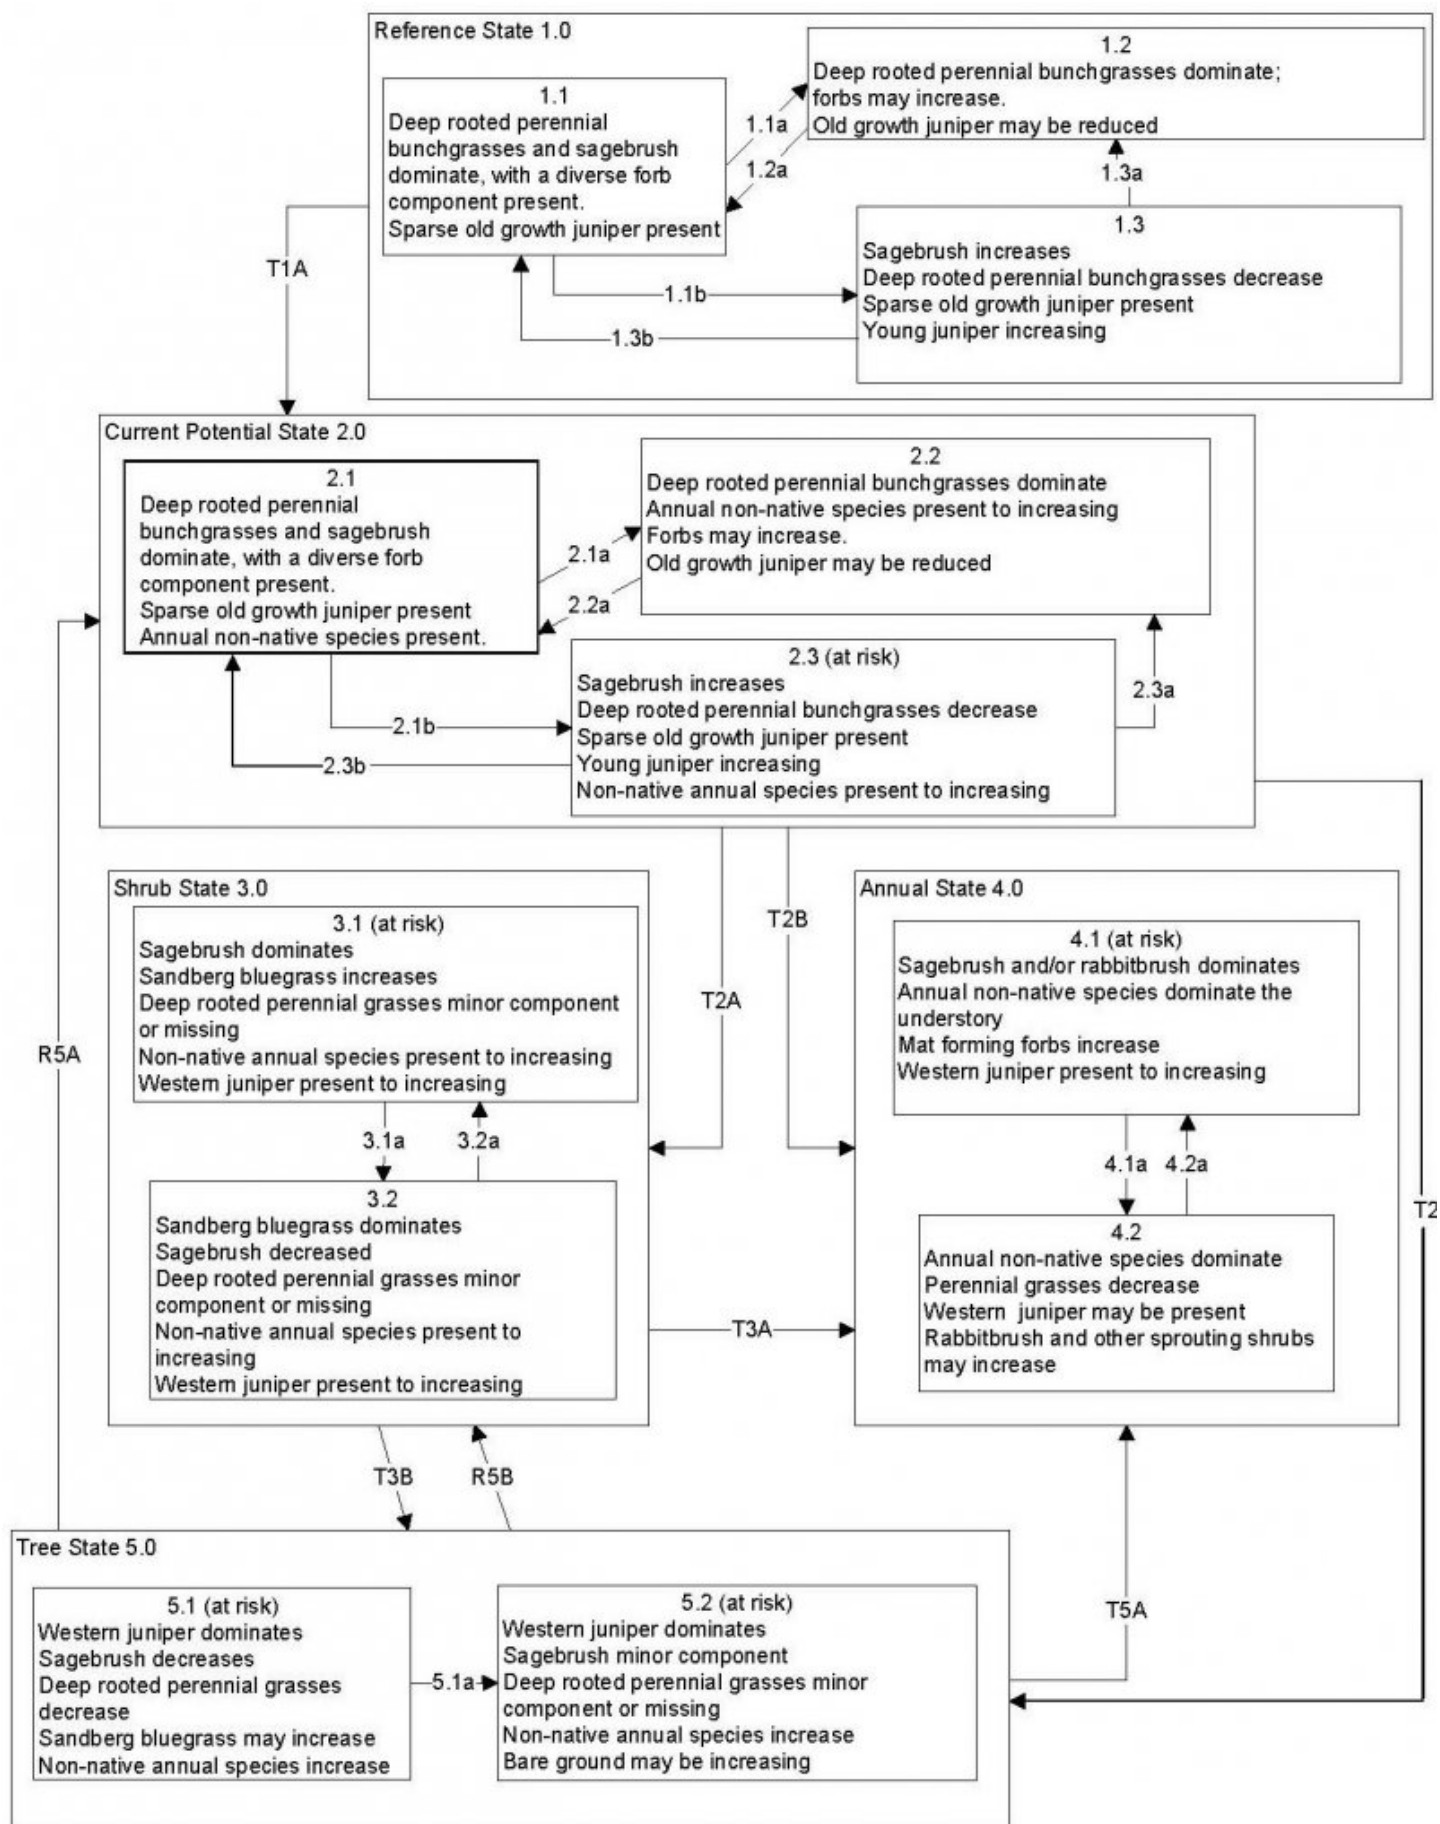 Reference State 1.0
1.1
Deep rooted perennial
bunchgrasses and sagebrush
dominate, with a diverse forb
component present.
Sparse old growth juniper present
1.1a
1.2a
1.2
Deep rooted perennial bunchgrasses dominate;
forbs may increase.
Old growth juniper may be reduced
1.3a
1.3
Sagebrush increases
Deep rooted perennial bunchgrasses decrease
Sparse old growth juniper present
Young juniper increasing
1.1b
1.3b
T1A
Current Potential State 2.0
2.1
Deep rooted perennial
bunchgrasses and sagebrush
dominate, with a diverse forb
component present.
Sparse old growth juniper present
Annual non-native species present.
2.1a
2.2a
2.2
Deep rooted perennial bunchgrasses dominate
Annual non-native species present to increasing
Forbs may increase.
Old growth juniper may be reduced
2.3 (at risk)
Sagebrush increases
Deep rooted perennial bunchgrasses decrease
Sparse old growth juniper present
Young juniper increasing
Non-native annual species present to increasing
2.3a
2.1b
2.3b
Shrub State 3.0
3.1 (at risk)
Sagebrush dominates
Sandberg bluegrass increases
Deep rooted perennial grasses minor component
or missing
Non-native annual species present to increasing
Western juniper present to increasing
3.1a
3.2a
3.2
Sandberg bluegrass dominates
Sagebrush decreased
Deep rooted perennial grasses minor
component or missing
Non-native annual species present to
increasing
Western juniper present to increasing
T2A
T2B
Annual State 4.0
4.1 (at risk)
Sagebrush and/or rabbitbrush dominates
Annual non-native species dominate the
understory
Mat forming forbs increase
Western juniper present to increasing
4.1a
4.2a
4.2
Annual non-native species dominate
Perennial grasses decrease
Western juniper may be present
Rabbitbrush and other sprouting shrubs
may increase
T2
R5A
T3A
T3B
R5B
T5A
Tree State 5.0
5.1 (at risk)
Western juniper dominates
Sagebrush decreases
Deep rooted perennial grasses
decrease
Sandberg bluegrass may increase
Non-native annual species increase
5.1a
5.2 (at risk)
Western juniper dominates
Sagebrush minor component
Deep rooted perennial grasses minor
component or missing
Non-native annual species increase
Bare ground may be increasing